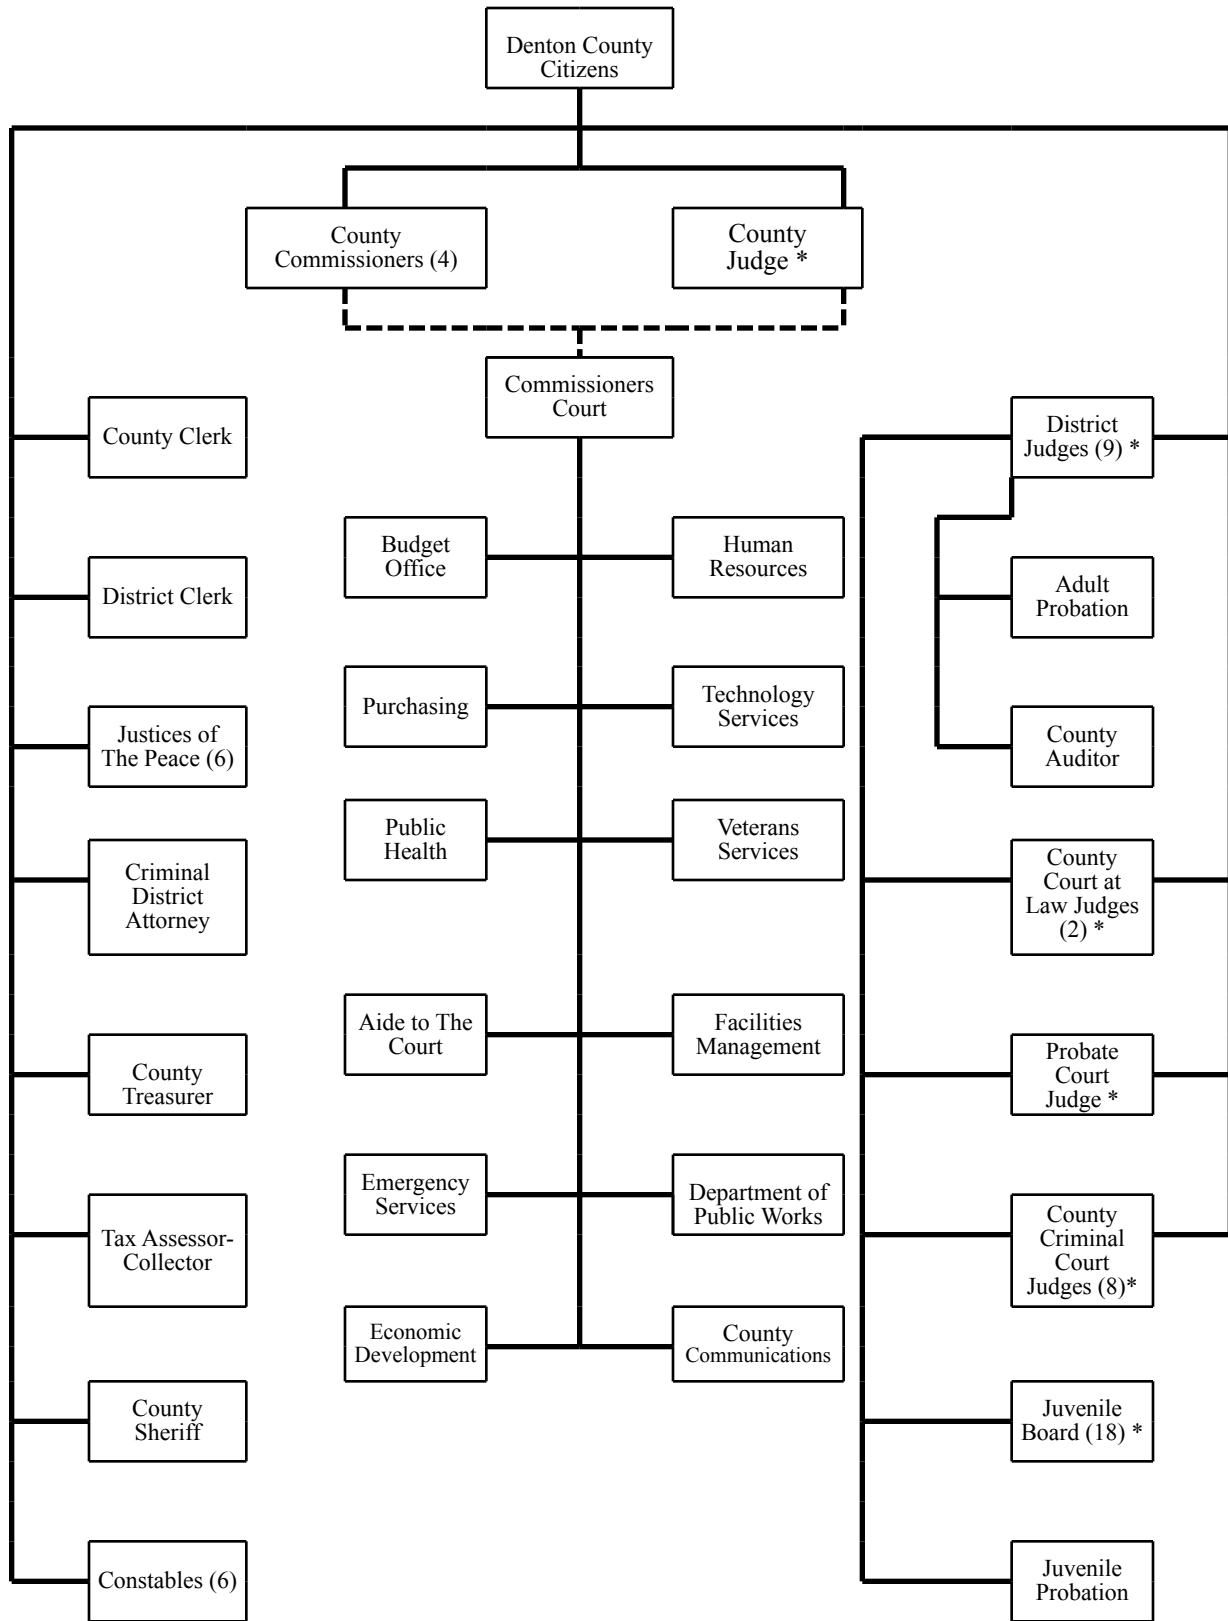 Denton County
Citizens
County
Commissioners (4)
County
Judge *
Commissioners
Court
County Clerk
District
Judges (9) *
Budget
Office
Human
Resources
District Clerk
Adult
Probation
Purchasing
Technology
Services
Justices of
The Peace (6)
County
Auditor
Public
Health
Veterans
Services
Criminal
District
Attorney
County
Court at
Law Judges
(2) *
Aide to The
Court
Facilities
Management
County
Treasurer
Probate
Court
Judge *
Emergency
Services
Department of
Public Works
Tax Assessor-
Collector
County
Criminal
Court
Judges (8)*
Economic
Development
County
Communications
County
Sheriff
Juvenile
Board (18) *
Constables (6)
Juvenile
Probation